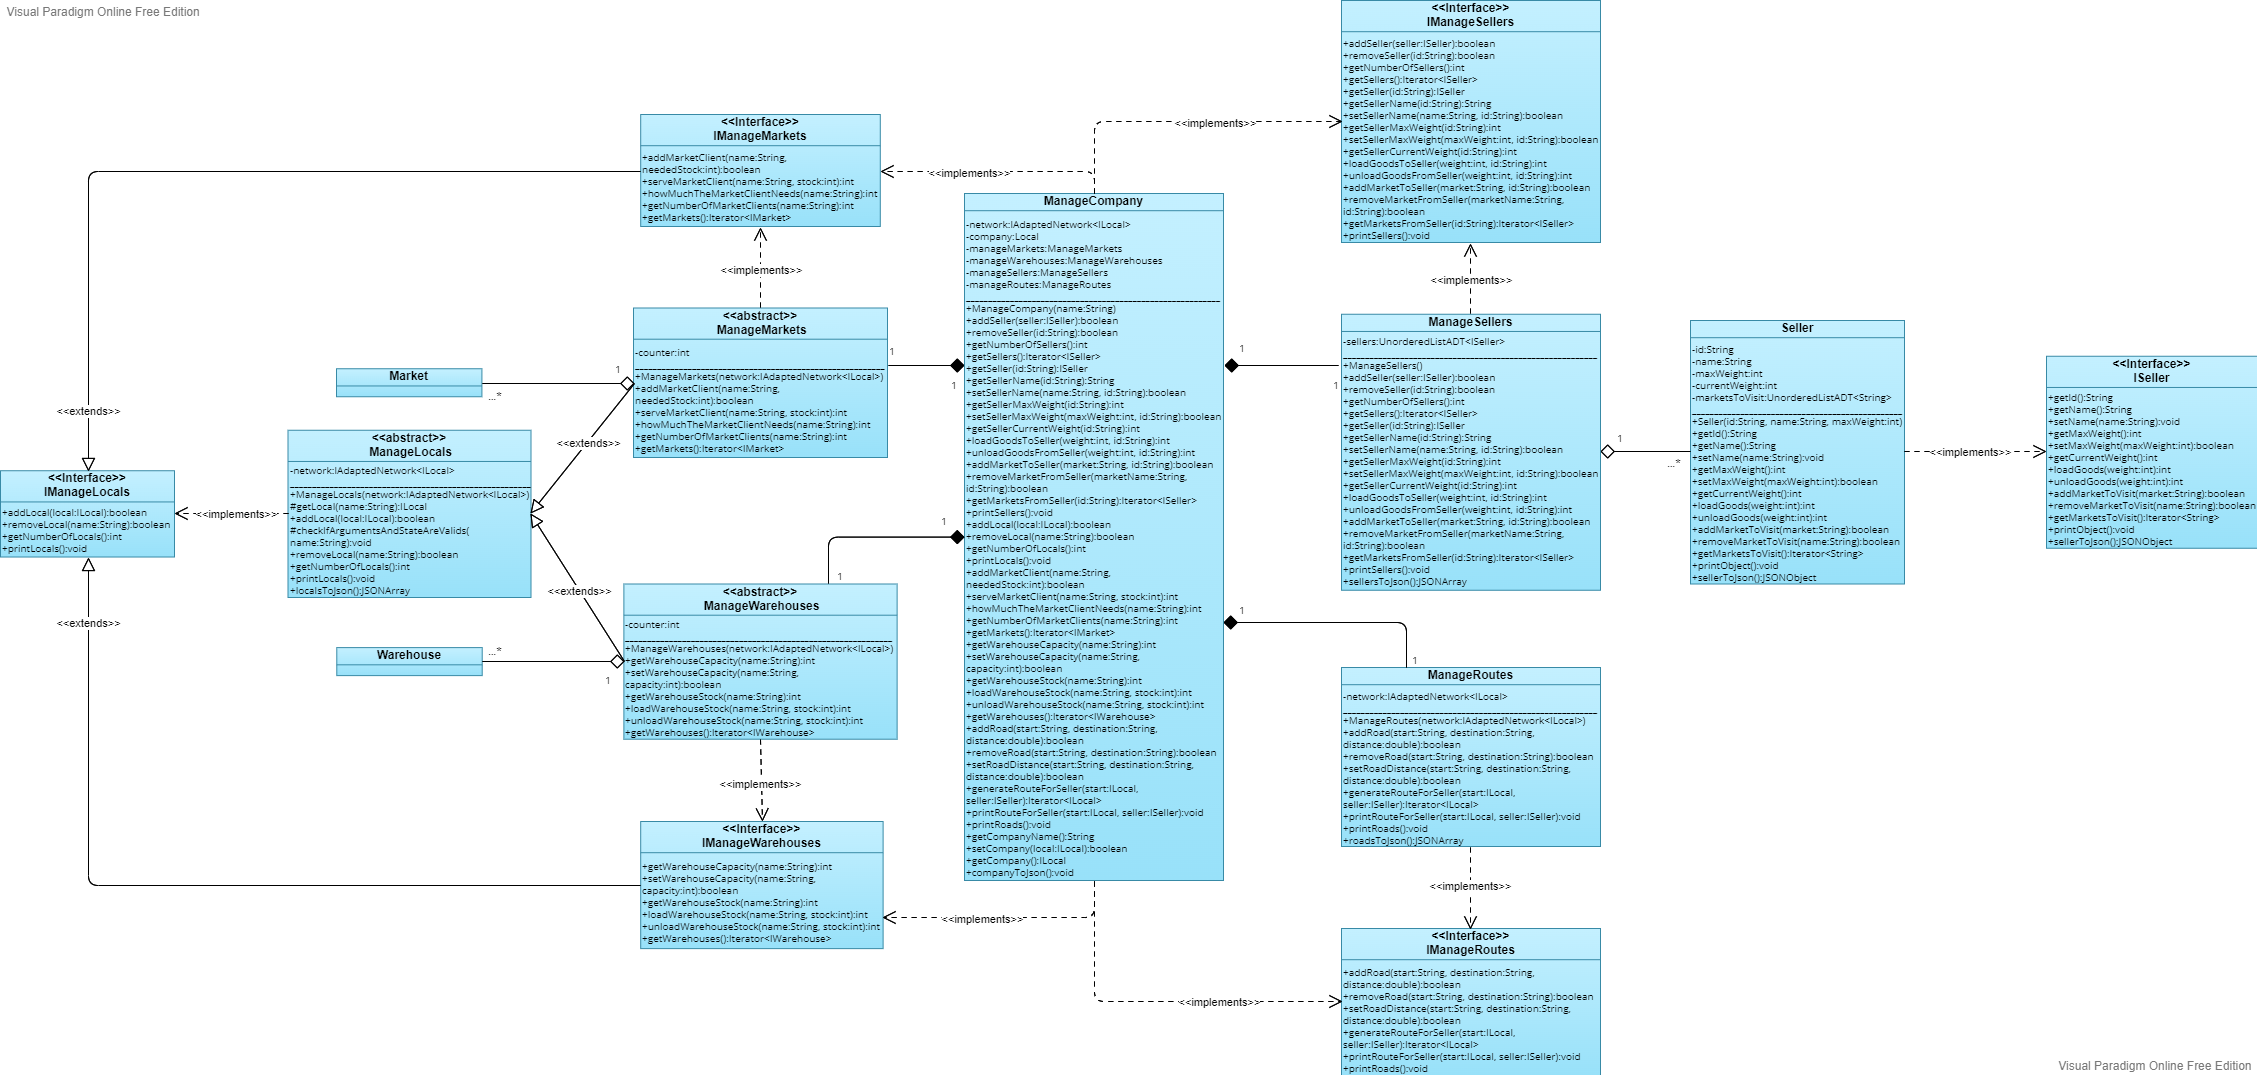 Visual Paradigm Online Free Edition
<<Interface>>
IManageSellers
+addSeller(seller:ISeller):boolean
+removeSeller(id:String):boolean
+getNumberOfSellers():int
+getSellers():Iterator<ISeller>
+getSeller(id:String):ISeller
+getSellerName(id:String):String
+setSellerName(name:String, id:String):boolean
+getSellerMaxWeight(id:String):int
+setSellerMaxWeight(maxWeight:int, id:String):boolean
+getSellerCurrentWeight(id:String):int
+loadGoodsToSeller(weight:int, id:String):int
+unloadGoodsFromSeller(weight:int, id:String):int
+addMarketToSeller(market:String, id:String):boolean
+removeMarketFromSeller(marketName:String,
id:String):boolean
+getMarketsFromSeller(id:String):Iterator<ISeller>
+printSellers():void
<<implements>>
<<implements>>
<<implements>>
<<implements>>
<<Interface>>
IManageMarkets
+addMarketClient(name:String,
neededStock:int):boolean
+serveMarketClient(name:String, stock:int):int
+howMuchTheMarketClientNeeds(name:String):int
+getNumberOfMarketClients(name:String):int
+getMarkets():Iterator<IMarket>
<<abstract>>
ManageMarkets
-counter:int
+ManageMarkets(network:IAdaptedNetwork<ILocal>)
+addMarketClient(name:String,
neededStock:int):boolean
+serveMarketClient(name:String, stock:int):int
+howMuchTheMarketClientNeeds(name:String):int
+getNumberOfMarketClients(name:String):int
+getMarkets():Iterator<IMarket>
1
1
Market
1
...*
<<extends>>
<<extends>>
<<abstract>>
ManageLocals
-network:IAdaptedNetwork<ILocal>
+ManageLocals(network:IAdaptedNetwork<ILocal>)
#getLocal(name:String):ILocal
+addLocal(local:ILocal):boolean
#checkIfArgumentsAndStateAreValids(
name:String):void
+removeLocal(name:String):boolean
+getNumberOfLocals():int
+printLocals():void
+localsToJson():JSONArray
<<Interface>>
IManageLocals
+addLocal(local:ILocal):boolean
+removeLocal(name:String):boolean
+getNumberOfLocals():int
+printLocals():void
<<implements>>
<<extends>>
<<extends>>
Warehouse
...*
1
<<abstract>>
ManageWarehouses
-counter:int
+ManageWarehouses(network:IAdaptedNetwork<ILocal>)
+getWarehouseCapacity(name:String):int
+setWarehouseCapacity(name:String,
capacity:int):boolean
+getWarehouseStock(name:String):int
+loadWarehouseStock(name:String, stock:int):int
+unloadWarehouseStock(name:String, stock:int):int
+getWarehouses():Iterator<IWarehouse>
1
1
<<implements>>
<<Interface>>
IManageWarehouses
+getWarehouseCapacity(name:String):int
+setWarehouseCapacity(name:String,
capacity:int):boolean
+getWarehouseStock(name:String):int
+loadWarehouseStock(name:String, stock:int):int
+unloadWarehouseStock(name:String, stock:int):int
+getWarehouses():Iterator<IWarehouse>
<<implements>>
ManageCompany
-network:IAdaptedNetwork<ILocal>
-company:Local
-manageMarkets:ManageMarkets
-manageWarehouses:ManageWarehouses
-manageSellers:ManageSellers
-manageRoutes:ManageRoutes
+ManageCompany(name:String)
+addSeller(seller:ISeller):boolean
+removeSeller(id:String):boolean
+getNumberOfSellers():int
+getSellers():Iterator<ISeller>
+getSeller(id:String):ISeller
+getSellerName(id:String):String
+setSellerName(name:String, id:String):boolean
+getSellerMaxWeight(id:String):int
+setSellerMaxWeight(maxWeight:int, id:String):boolean
+getSellerCurrentWeight(id:String):int
+loadGoodsToSeller(weight:int, id:String):int
+unloadGoodsFromSeller(weight:int, id:String):int
+addMarketToSeller(market:String, id:String):boolean
+removeMarketFromSeller(marketName:String,
id:String):boolean
+getMarketsFromSeller(id:String):Iterator<ISeller>
+printSellers():void
+addLocal(local:ILocal):boolean
+removeLocal(name:String):boolean
+getNumberOfLocals():int
+printLocals():void
+addMarketClient(name:String,
neededStock:int):boolean
+serveMarketClient(name:String, stock:int):int
+howMuchTheMarketClientNeeds(name:String):int
+getNumberOfMarketClients(name:String):int
+getMarkets():Iterator<IMarket>
+getWarehouseCapacity(name:String):int
+setWarehouseCapacity(name:String,
capacity:int):boolean
+getWarehouseStock(name:String):int
+loadWarehouseStock(name:String, stock:int):int
+unloadWarehouseStock(name:String, stock:int):int
+getWarehouses():Iterator<IWarehouse>
+addRoad(start:String, destination:String,
distance:double):boolean
+removeRoad(start:String, destination:String):boolean
+setRoadDistance(start:String, destination:String,
distance:double):boolean
+generateRouteForSeller(start:ILocal,
seller:ISeller):Iterator<ILocal>
+printRouteForSeller(start:ILocal, seller:ISeller):void
+printRoads():void
+getCompanyName():String
+setCompany(local:ILocal):boolean
+getCompany():ILocal
+companyToJson():void
1
1
ManageSellers
-sellers:UnorderedListADT<ISeller>
+ManageSellers()
+addSeller(seller:ISeller):boolean
+removeSeller(id:String):boolean
+getNumberOfSellers():int
+getSellers():Iterator<ISeller>
+getSeller(id:String):ISeller
+getSellerName(id:String):String
+setSellerName(name:String, id:String):boolean
+getSellerMaxWeight(id:String):int
+setSellerMaxWeight(maxWeight:int, id:String):boolean
+getSellerCurrentWeight(id:String):int
+loadGoodsToSeller(weight:int, id:String):int
+unloadGoodsFromSeller(weight:int, id:String):int
+addMarketToSeller(market:String, id:String):boolean
+removeMarketFromSeller(marketName:String,
id:String):boolean
+getMarketsFromSeller(id:String):Iterator<ISeller>
+printSellers():void
+sellersToJson():JSONArray
1
...*
Seller
-id:String
-name:String
-maxWeight:int
-currentWeight:int
-marketsToVisit:UnorderedListADT<String>
+Seller(id:String, name:String, maxWeight:int)
+getId():String
+getName():String
+setName(name:String):void
+getMaxWeight():int
+setMaxWeight(maxWeight:int):boolean
+getCurrentWeight():int
+loadGoods(weight:int):int
+unloadGoods(weight:int):int
+addMarketToVisit(market:String):boolean
+removeMarketToVisit(name:String):boolean
+getMarketsToVisit():Iterator<String>
+printObject():void
+sellerToJson():JSONObject
<<implements>>
<<Interface>>
ISeller
+getId():String
+getName():String
+setName(name:String):void
+getMaxWeight():int
+setMaxWeight(maxWeight:int):boolean
+getCurrentWeight():int
+loadGoods(weight:int):int
+unloadGoods(weight:int):int
+addMarketToVisit(market:String):boolean
+removeMarketToVisit(name:String):boolean
+getMarketsToVisit():Iterator<String>
+printObject():void
+sellerToJson():JSONObject
1
1
ManageRoutes
-network:IAdaptedNetwork<ILocal>
+ManageRoutes(network:IAdaptedNetwork<ILocal>)
+addRoad(start:String, destination:String,
distance:double):boolean
+removeRoad(start:String, destination:String):boolean
+setRoadDistance(start:String, destination:String,
distance:double):boolean
+generateRouteForSeller(start:ILocal,
seller:ISeller):Iterator<ILocal>
+printRouteForSeller(start:ILocal, seller:ISeller):void
+printRoads():void
+roadsToJson():JSONArray
<<implements>>
<<implements>>
<<Interface>>
IManageRoutes
+addRoad(start:String, destination:String,
distance:double):boolean
+removeRoad(start:String, destination:String):boolean
+setRoadDistance(start:String, destination:String,
distance:double):boolean
+generateRouteForSeller(start:ILocal,
seller:ISeller):Iterator<ILocal>
+printRouteForSeller(start:ILocal, seller:ISeller):void
+printRoads():void
Visual Paradigm Online Free Edition